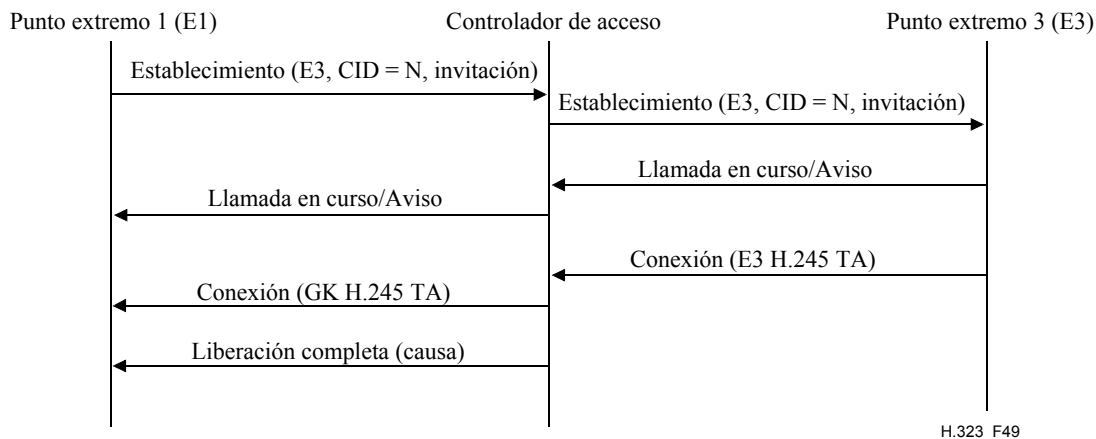 Punto extremo 1 (E1)
Controlador de acceso
Punto extremo 3 (E3)
Establecimiento (E3, CID = N, invitación)
Establecimiento (E3, CID = N, invitación)
Llamada en curso/Aviso
Llamada en curso/Aviso
Conexión (E3 H.245 TA)
Conexión (GK H.245 TA)
Liberación completa (causa)
H.323_F49